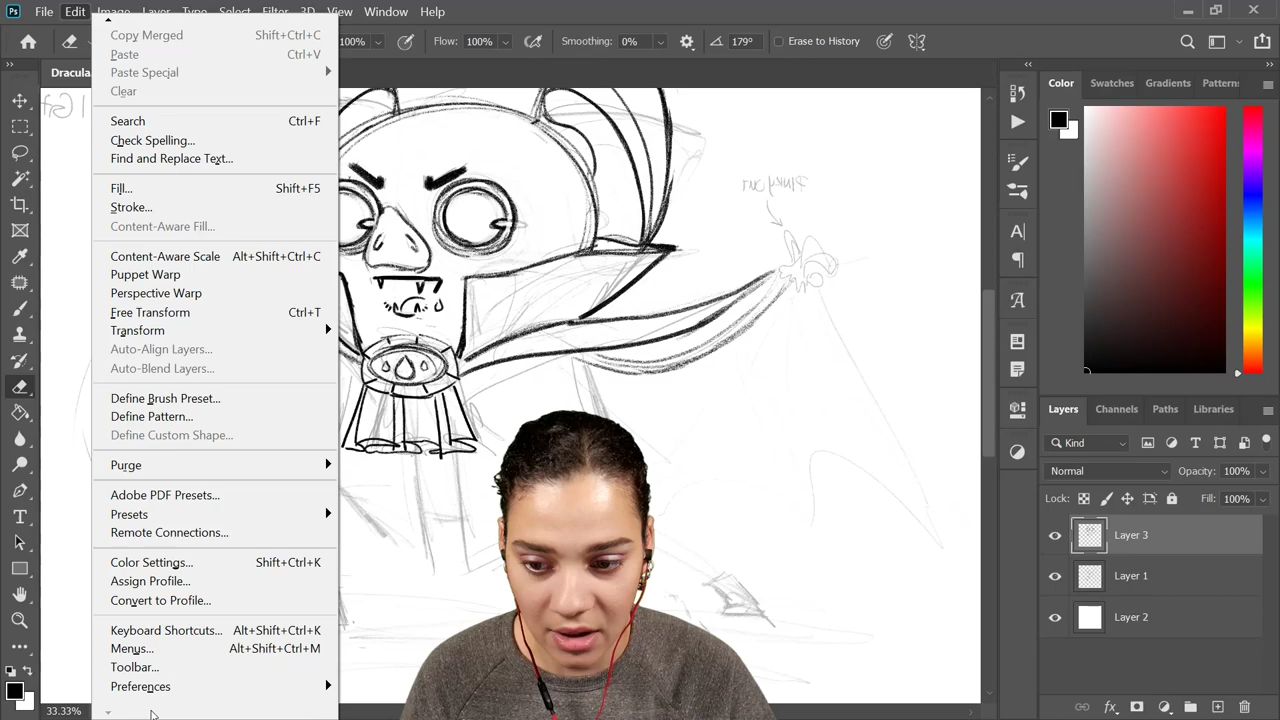 Ps File Edit Image Layer Type Select Filter 3D View Window Help
100% Flow: 100% Smoothing: 0% 179° Erase to History
Dracula.
Copy Merged Shift+Ctrl+C
Paste Ctrl+V
Paste Special
Clear
Search Ctrl+F
Check Spelling...
Find and Replace Text...
Fill... Shift+F5
Stroke...
Content-Aware Fill...
Content-Aware Scale Alt+Shift+Ctrl+C
Puppet Warp
Perspective Warp
Free Transform Ctrl+T
Transform
Auto-Align Layers...
Auto-Blend Layers...
Define Brush Preset...
Define Pattern...
Define Custom Shape...
Purge
Adobe PDF Presets...
Presets
Remote Connections...
Color Settings... Shift+Ctrl+K
Assign Profile...
Convert to Profile...
Keyboard Shortcuts... Alt+Shift+Ctrl+K
Menus... Alt+Shift+Ctrl+M
Toolbar...
Preferences
33.33%
Color Swatches Gradients Patterns
Layers Channels Paths Libraries
Kind
Normal Opacity: 100%
Lock: Fill: 100%
Layer 3
Layer 1
Layer 2